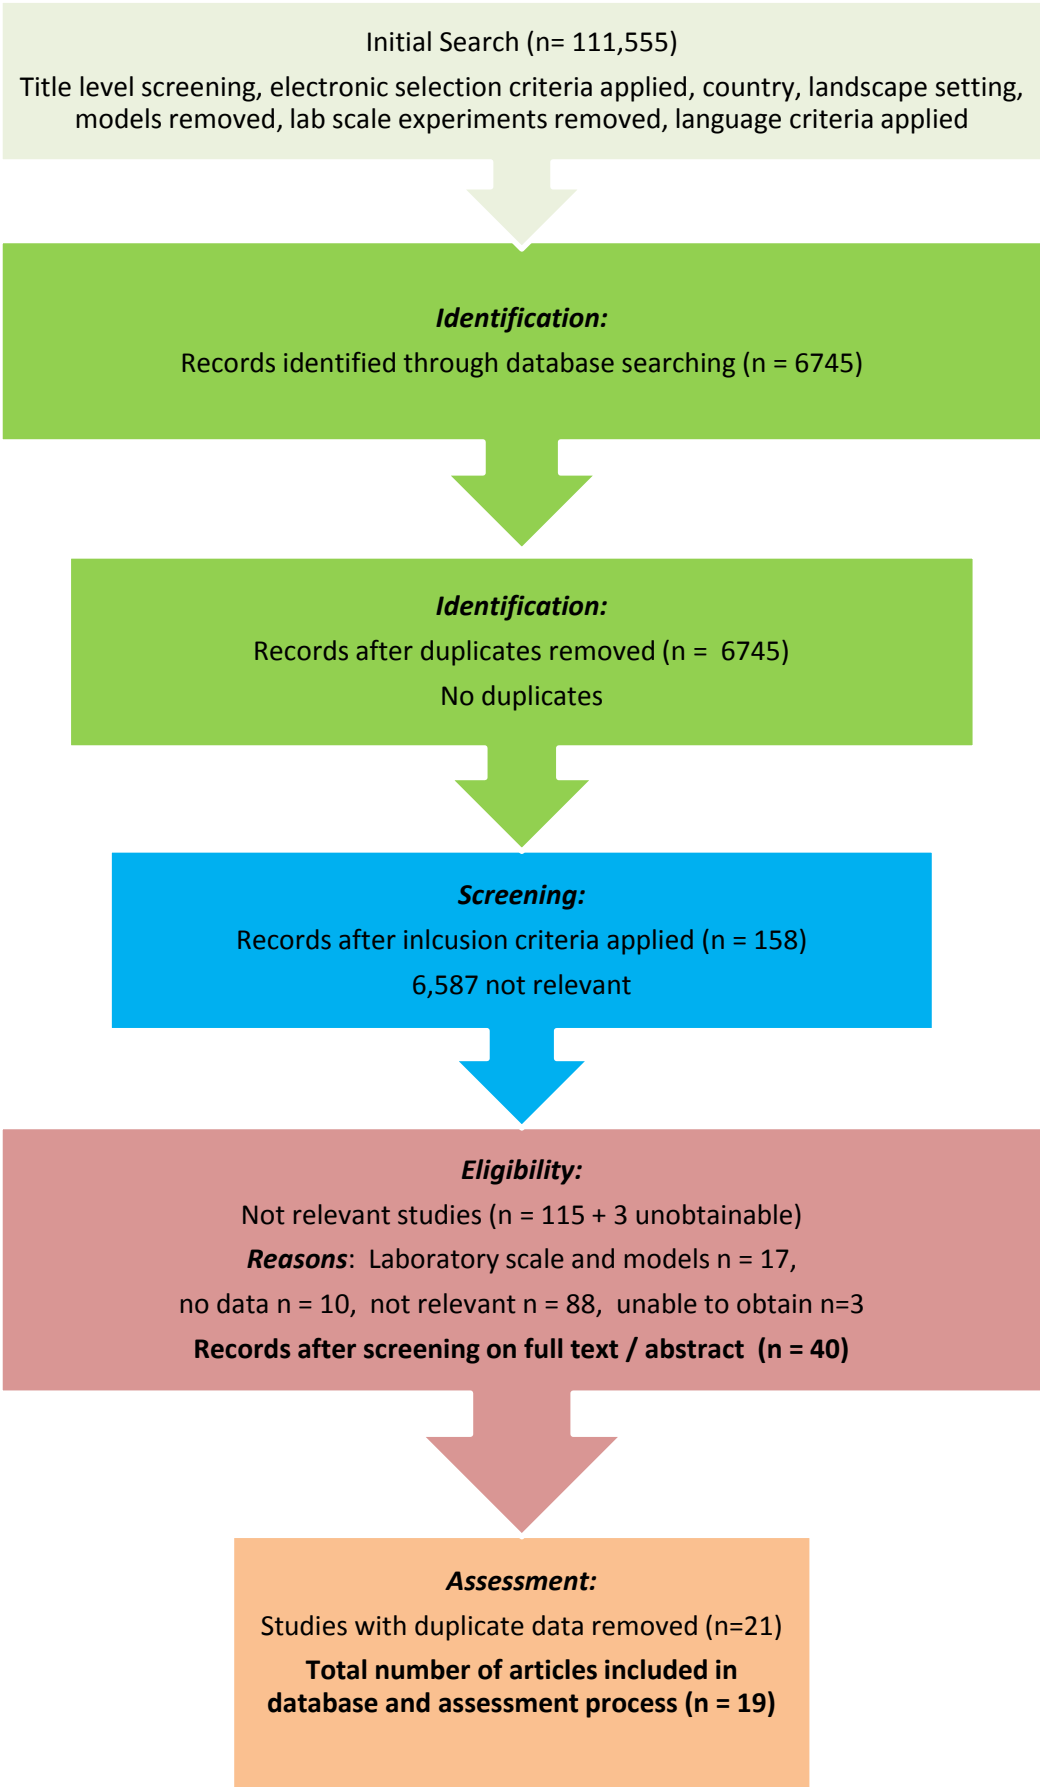 Initial Search (n= 111,555)
Title level screening, electronic selection criteria applied, country, landscape setting,
models removed, lab scale experiments removed, language criteria applied
Identification:
Records identified through database searching (n = 6745)
Identification:
Records after duplicates removed (n =  6745)
No duplicates
Screening:
Records after inlcusion criteria applied (n = 158)
6,587 not relevant
Eligibility:
Not relevant studies (n = 115 + 3 unobtainable)
Reasons:  Laboratory scale and models n = 17,
no data n = 10,  not relevant n = 88,  unable to obtain n=3
Records after screening on full text / abstract  (n = 40)
Assessment:
Studies with duplicate data removed (n=21)
Total number of articles included in
database and assessment process (n = 19)